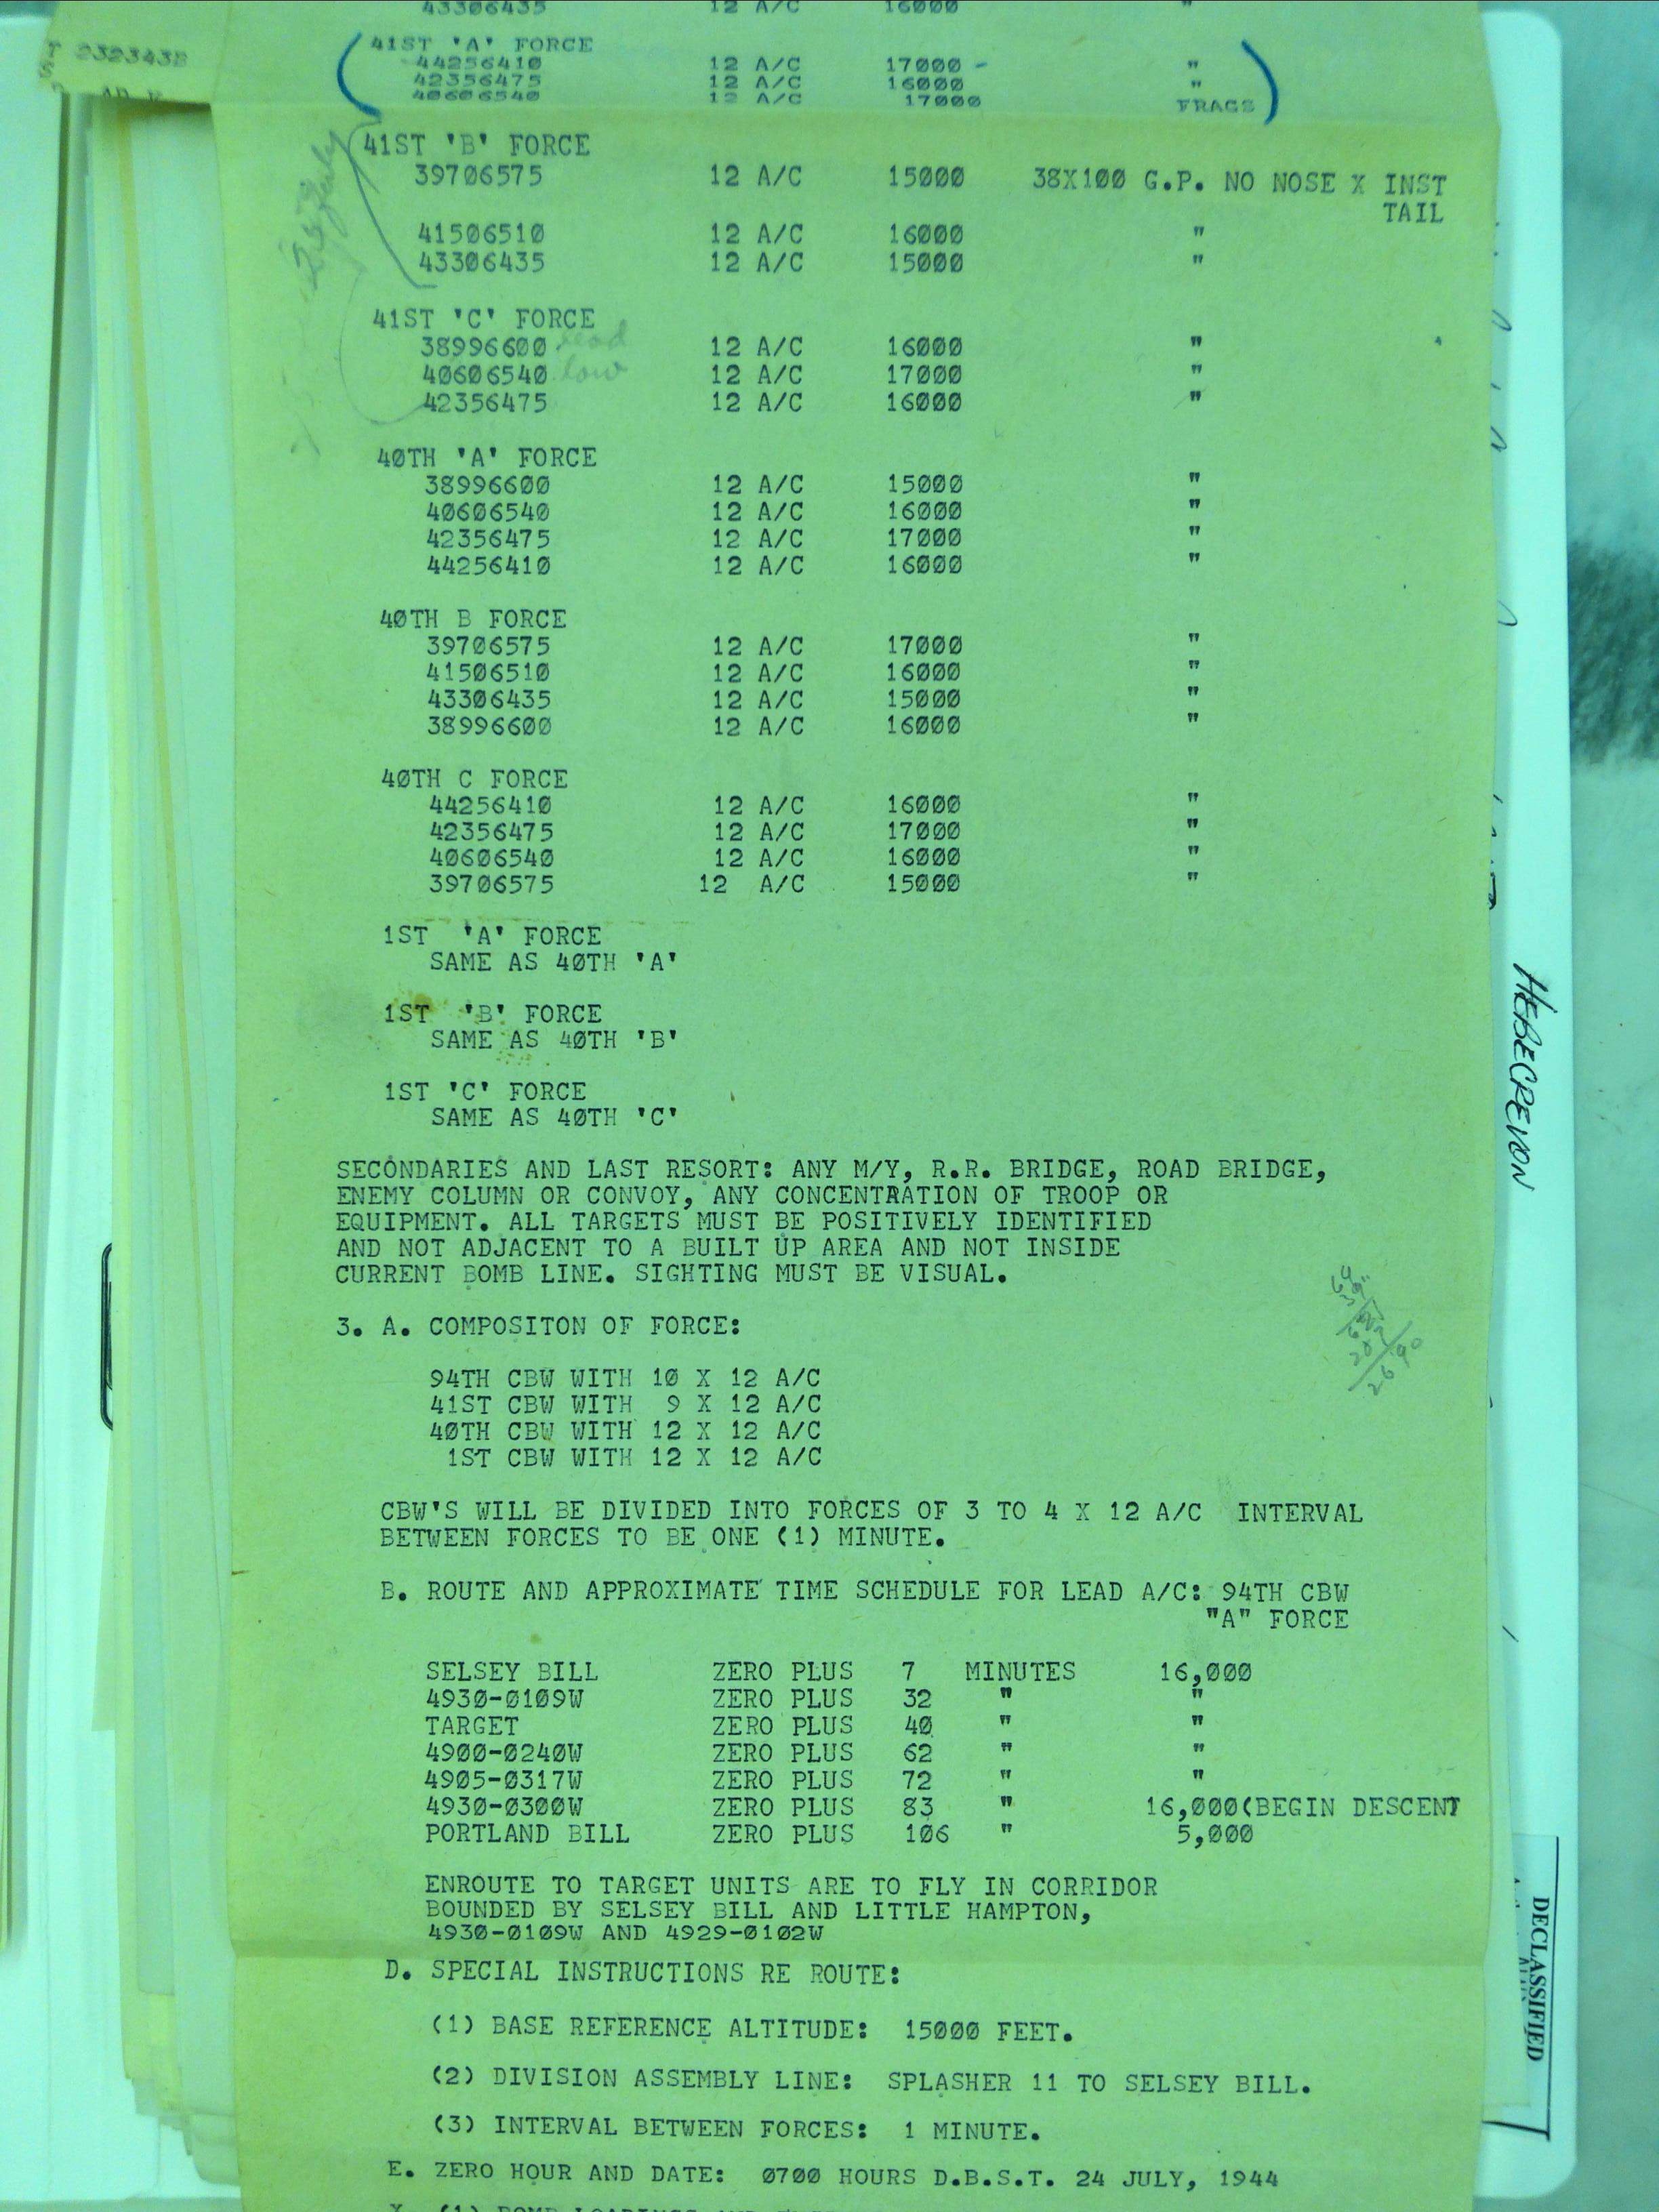 43306435 12 A/C 16000 "
T 232343B
41ST 'A' FORCE
44256410 12 A/C 17000 - "
42356475 12 A/C 16000 "
40606540 12 A/C 17000 FRAGS
41ST 'B' FORCE
39706575 12 A/C 15000 38X100 G.P. NO NOSE X INST
TAIL
41506510 12 A/C 16000 "
43306435 12 A/C 15000 "
41ST 'C' FORCE
38996600 lead 12 A/C 16000 "
40606540 low 12 A/C 17000 "
42356475 12 A/C 16000 "
40TH 'A' FORCE
38996600 12 A/C 15000 "
40606540 12 A/C 16000 "
42356475 12 A/C 17000 "
44256410 12 A/C 16000 "
40TH B FORCE
39706575 12 A/C 17000 "
41506510 12 A/C 16000 "
43306435 12 A/C 15000 "
38996600 12 A/C 16000 "
40TH C FORCE
44256410 12 A/C 16000 "
42356475 12 A/C 17000 "
40606540 12 A/C 16000 "
39706575 12 A/C 15000 "
1ST 'A' FORCE
SAME AS 40TH 'A'
1ST 'B' FORCE
SAME AS 40TH 'B'
1ST 'C' FORCE
SAME AS 40TH 'C'
SECONDARIES AND LAST RESORT: ANY M/Y, R.R. BRIDGE, ROAD BRIDGE,
ENEMY COLUMN OR CONVOY, ANY CONCENTRATION OF TROOP OR
EQUIPMENT. ALL TARGETS MUST BE POSITIVELY IDENTIFIED
AND NOT ADJACENT TO A BUILT UP AREA AND NOT INSIDE
CURRENT BOMB LINE. SIGHTING MUST BE VISUAL.
3. A. COMPOSITON OF FORCE:
94TH CBW WITH 10 X 12 A/C
41ST CBW WITH 9 X 12 A/C
40TH CBW WITH 12 X 12 A/C
1ST CBW WITH 12 X 12 A/C
CBW'S WILL BE DIVIDED INTO FORCES OF 3 TO 4 X 12 A/C INTERVAL
BETWEEN FORCES TO BE ONE (1) MINUTE.
B. ROUTE AND APPROXIMATE TIME SCHEDULE FOR LEAD A/C: 94TH CBW
"A" FORCE
SELSEY BILL ZERO PLUS 7 MINUTES 16,000
4930-0109W ZERO PLUS 32 " "
TARGET ZERO PLUS 40 " "
4900-0240W ZERO PLUS 62 " "
4905-0317W ZERO PLUS 72 " "
4930-0300W ZERO PLUS 83 " 16,000(BEGIN DESCENT
PORTLAND BILL ZERO PLUS 106 " 5,000
ENROUTE TO TARGET UNITS ARE TO FLY IN CORRIDOR
BOUNDED BY SELSEY BILL AND LITTLE HAMPTON,
4930-0109W AND 4929-0102W
D. SPECIAL INSTRUCTIONS RE ROUTE:
(1) BASE REFERENCE ALTITUDE: 15000 FEET.
(2) DIVISION ASSEMBLY LINE: SPLASHER 11 TO SELSEY BILL.
(3) INTERVAL BETWEEN FORCES: 1 MINUTE.
E. ZERO HOUR AND DATE: 0700 HOURS D.B.S.T. 24 JULY, 1944
HEBECREVON
DECLASSIFIED